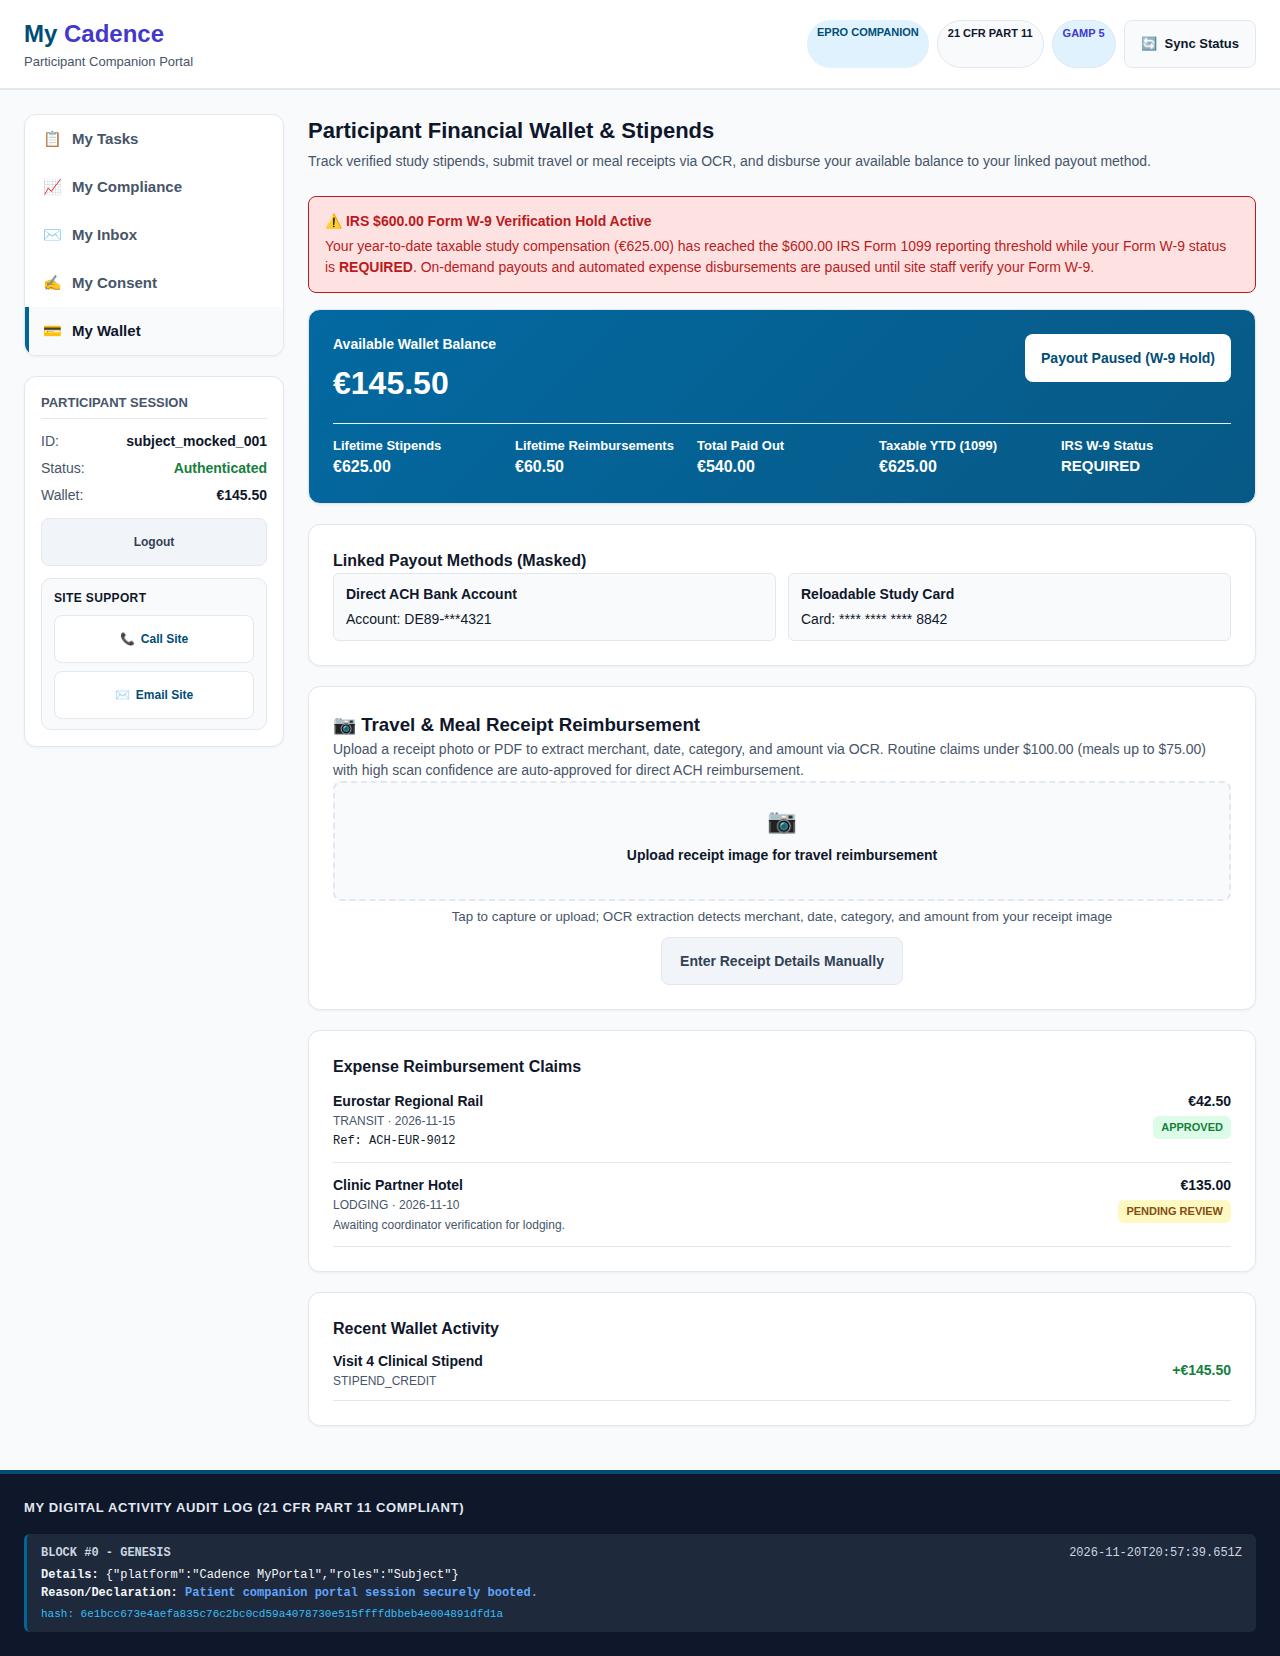 My Cadence
Participant Companion Portal
EPRO COMPANION
21 CFR PART 11
GAMP 5
Sync Status
My Tasks
My Compliance
My Inbox
My Consent
My Wallet
PARTICIPANT SESSION
ID: subject_mocked_001
Status: Authenticated
Wallet: €145.50
Logout
SITE SUPPORT
Call Site
Email Site
Participant Financial Wallet & Stipends
Track verified study stipends, submit travel or meal receipts via OCR, and disburse your available balance to your linked payout method.
⚠️ IRS $600.00 Form W-9 Verification Hold Active
Your year-to-date taxable study compensation (€625.00) has reached the $600.00 IRS Form 1099 reporting threshold while your Form W-9 status
is REQUIRED. On-demand payouts and automated expense disbursements are paused until site staff verify your Form W-9.
Available Wallet Balance
€145.50
Payout Paused (W-9 Hold)
Lifetime Stipends
€625.00
Lifetime Reimbursements
€60.50
Total Paid Out
€540.00
Taxable YTD (1099)
€625.00
IRS W-9 Status
REQUIRED
Linked Payout Methods (Masked)
Direct ACH Bank Account
Account: DE89-***4321
Reloadable Study Card
Card: **** **** **** 8842
Travel & Meal Receipt Reimbursement
Upload a receipt photo or PDF to extract merchant, date, category, and amount via OCR. Routine claims under $100.00 (meals up to $75.00)
with high scan confidence are auto-approved for direct ACH reimbursement.
Upload receipt image for travel reimbursement
Tap to capture or upload; OCR extraction detects merchant, date, category, and amount from your receipt image
Enter Receipt Details Manually
Expense Reimbursement Claims
Eurostar Regional Rail
TRANSIT · 2026-11-15
Ref: ACH-EUR-9012
€42.50
APPROVED
Clinic Partner Hotel
LODGING · 2026-11-10
Awaiting coordinator verification for lodging.
€135.00
PENDING REVIEW
Recent Wallet Activity
Visit 4 Clinical Stipend
STIPEND_CREDIT
+€145.50
MY DIGITAL ACTIVITY AUDIT LOG (21 CFR PART 11 COMPLIANT)
BLOCK #0 - GENESIS
2026-11-20T20:57:39.651Z
Details: {"platform":"Cadence MyPortal","roles":"Subject"}
Reason/Declaration: Patient companion portal session securely booted.
hash: 6e1bcc673e4aefa835c76c2bc0cd59a4078730e515ffffdbbeb4e004891dfd1a